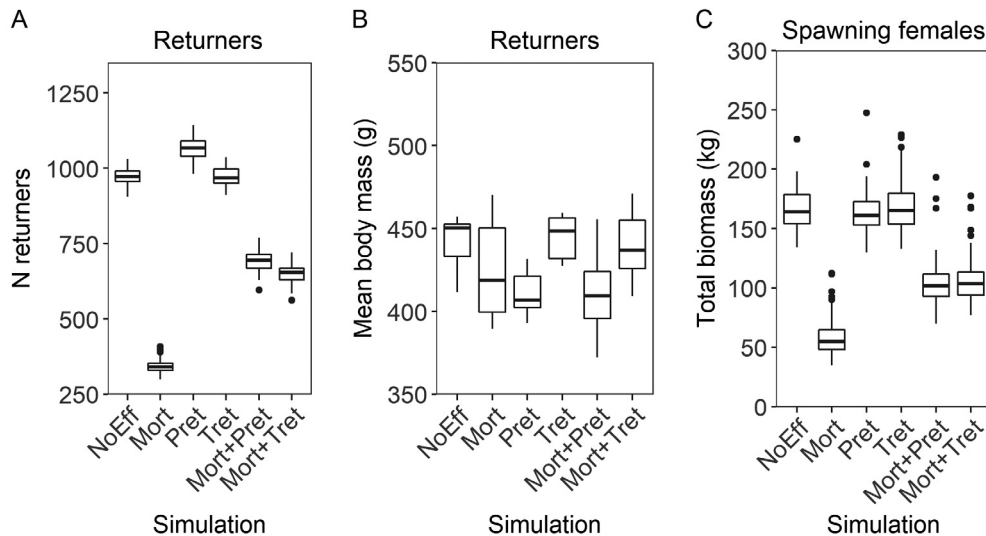 A
Returners
N returners
1250
1000
750
500
250
NoEff
Mort
Pret
Tret
Mort+Pret
Mort+Tret
Simulation
B
Returners
Mean body mass (g)
550
500
450
400
350
NoEff
Mort
Pret
Tret
Mort+Pret
Mort+Tret
Simulation
C
Spawning females
Total biomass (kg)
300
250
200
150
100
50
0
NoEff
Mort
Pret
Tret
Mort+Pret
Mort+Tret
Simulation